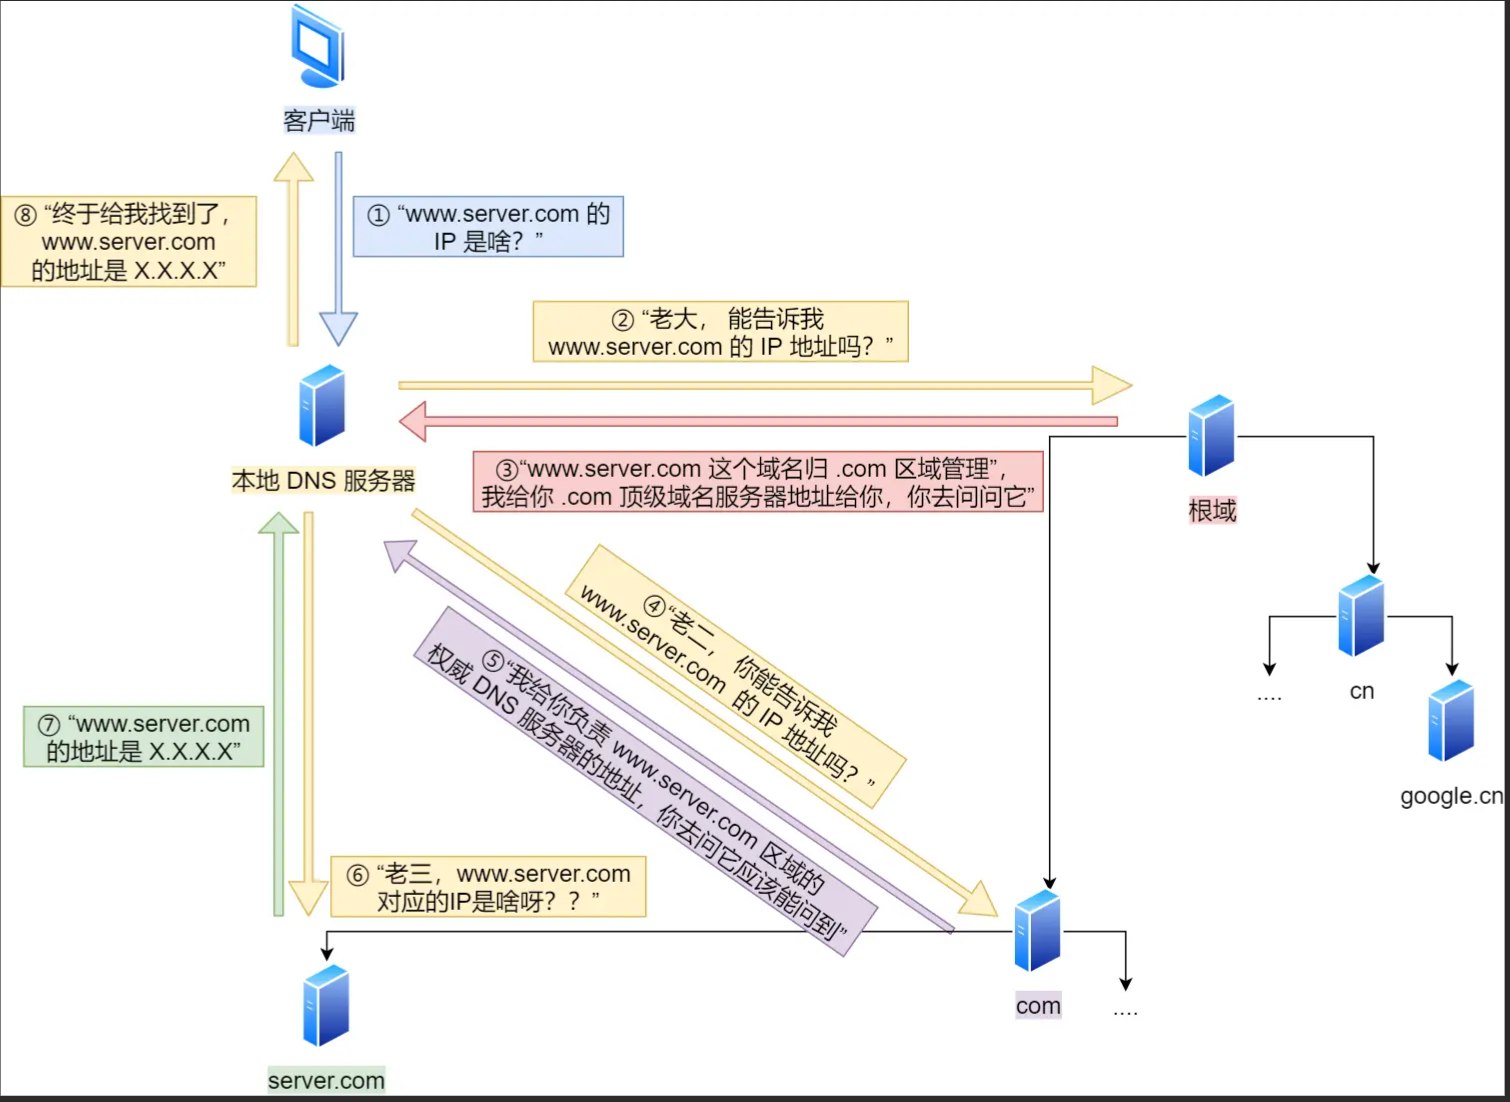 客户端
① “www.server.com 的
IP 是啥？”
⑧ “终于给我找到了，
www.server.com
的地址是 X.X.X.X”
② “老大， 能告诉我
www.server.com 的 IP 地址吗？”
本地 DNS 服务器
③“www.server.com 这个域名归 .com 区域管理”，
我给你 .com 顶级域名服务器地址给你，你去问问它”
根域
④“老二， 你能告诉我
www.server.com 的 IP 地址吗？”
⑤“我给你负责 www.server.com 区域的
权威 DNS 服务器的地址，你去问它应该能问到”
....
cn
google.cn
⑦ “www.server.com
的地址是 X.X.X.X”
⑥ “老三，www.server.com
对应的IP是啥呀？？”
com
....
server.com